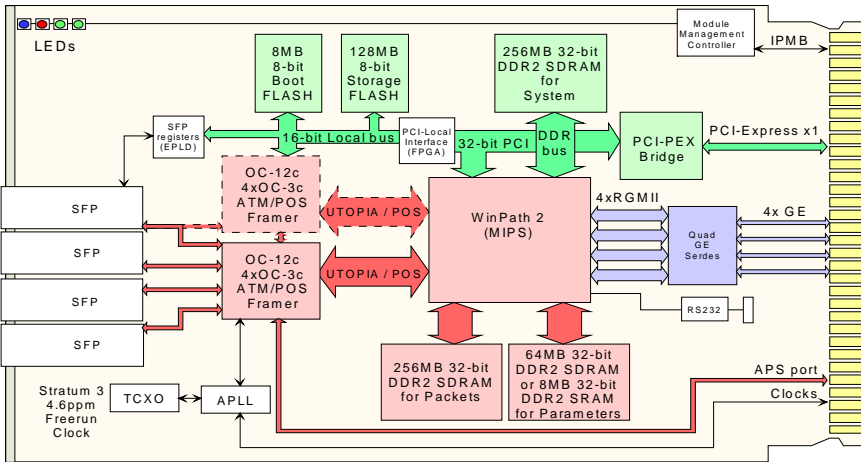 LEDs
8MB
8-bit
Boot
FLASH
128MB
8-bit
Storage
FLASH
256MB 32-bit
DDR2 SDRAM
for
System
Module
Management
Controller
IPMB
SFP
registers
(EPLD)
16-bit Local bus
PCI-Local
Interface
(FPGA)
32-bit PCI
DDR
bus
PCI-PEX
Bridge
PCI-Express x1
SFP
SFP
SFP
SFP
OC-12c
4xOC-3c
ATM/POS
Framer
UTOPIA / POS
OC-12c
4xOC-3c
ATM/POS
Framer
UTOPIA / POS
WinPath 2
(MIPS)
4xRGMII
Quad
GE
Serdes
4x GE
RS232
256MB 32-bit
DDR2 SDRAM
for Packets
64MB 32-bit
DDR2 SDRAM
or 8MB 32-bit
DDR2 SRAM
for Parameters
APS port
Clocks
Stratum 3
4.6ppm
Freerun
Clock
TCXO
APLL